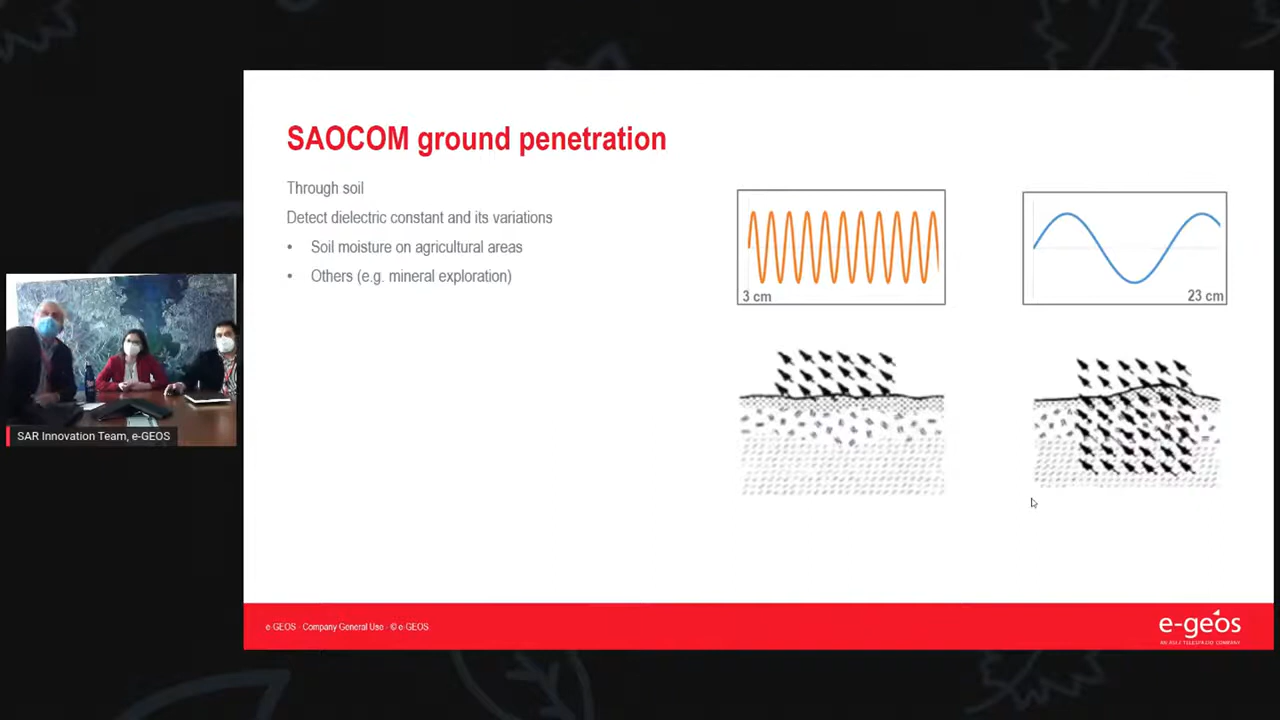 SAOCOM ground penetration
Through soil
Detect dielectric constant and its variations
• Soil moisture on agricultural areas
• Others (e.g. mineral exploration)
3 cm
23 cm
SAR Innovation Team, e-GEOS
e-GEOS - Company General Use - © e-GEOS
e-geos
AN ASI / TELESPAZIO COMPANY